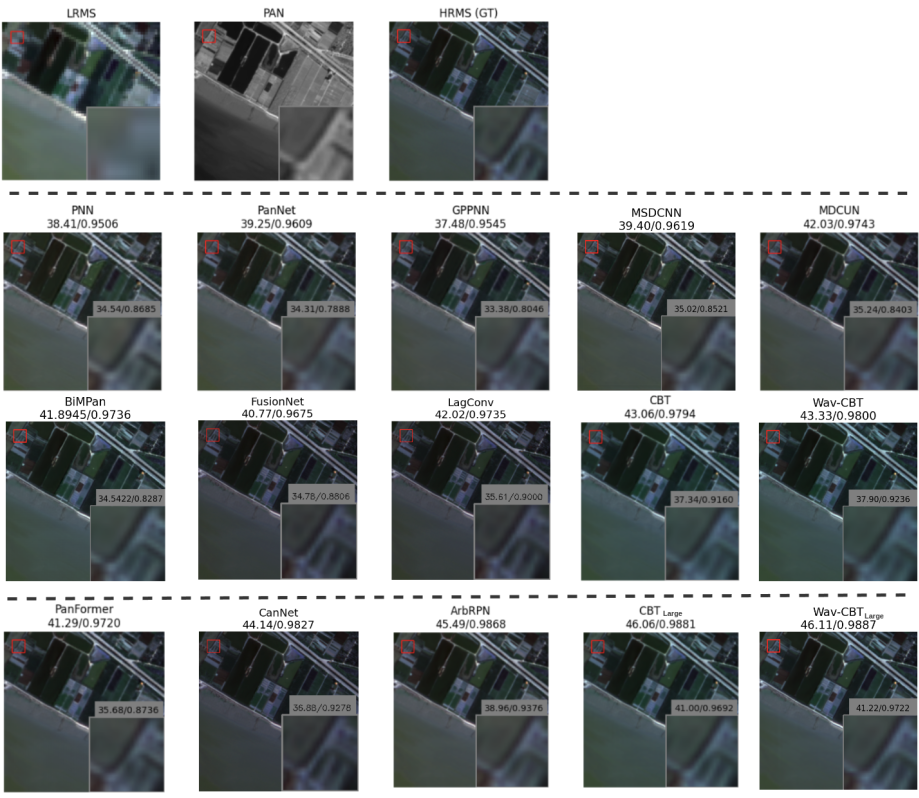 LRMS
PAN
HRMS (GT)
PNN
38.41/0.9506
34.54/0.8685
PanNet
39.25/0.9609
34.31/0.7888
GPPNN
37.48/0.9545
33.38/0.8046
MSDCNN
39.40/0.9619
35.02/0.8521
MDCUN
42.03/0.9743
35.24/0.8403
BiMPan
41.8945/0.9736
34.5422/0.8287
FusionNet
40.77/0.9675
34.78/0.8806
LagConv
42.02/0.9735
35.61/0.9000
CBT
43.06/0.9794
37.34/0.9160
Wav-CBT
43.33/0.9800
37.90/0.9236
PanFormer
41.29/0.9720
35.68/0.8736
CanNet
44.14/0.9827
36.88/0.9278
ArbRPN
45.49/0.9868
38.96/0.9376
CBT Large
46.06/0.9881
41.00/0.9692
Wav-CBT Large
46.11/0.9887
41.22/0.9722